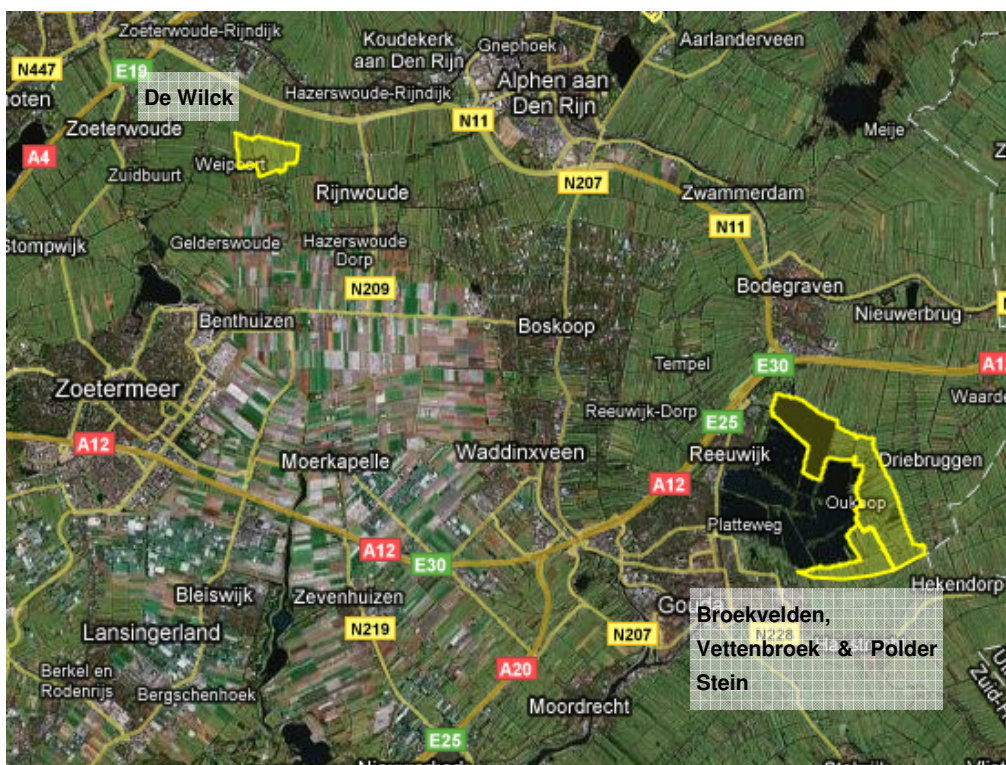 Zoeterwoude-Rijndijk
Koudekerk
aan Den Rijn
Gnephoek
Aarlanderveen
N447
E19
Alphen aan
Den Rijn
De Wilck
Hazerswoude-Rijndijk
N11
Zoeterwoude
Meije
A4
Weipoort
Zuidbuurt
Rijnwoude
N207
Zwammerdam
N11
Stompwijk
Gelderswoude
Hazerswoude
Dorp
N209
Bodegraven
Nieuwerbrug
Benthuizen
Boskoop
Tempel
E30
Zoetermeer
Reeuwijk-Dorp
E25
A12
Moerkapelle
Waddinxveen
Reeuwijk
Driebruggen
A12
Oukoop
Platteweg
A12
E30
Hekendorp
Bleiswijk
Zevenhuizen
Gouda
Broekvelden,
Vettenbroek & Polder
Stein
N219
N207
N228
Lansingerland
A20
Berkel en
Rodenrijs
Bergschenhoek
Moordrecht
E25